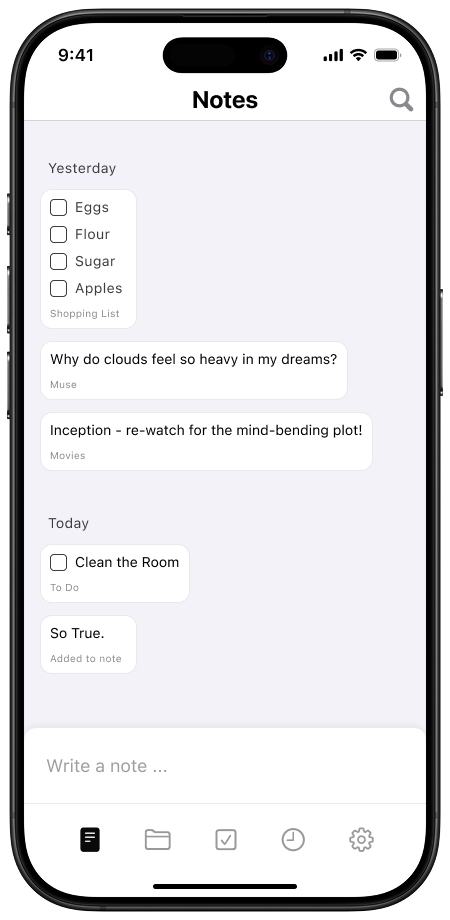 9:41
Notes
Yesterday
Eggs
Flour
Sugar
Apples
Shopping List
Why do clouds feel so heavy in my dreams?
Muse
Inception - re-watch for the mind-bending plot!
Movies
Today
Clean the Room
To Do
So True.
Added to note
Write a note ...